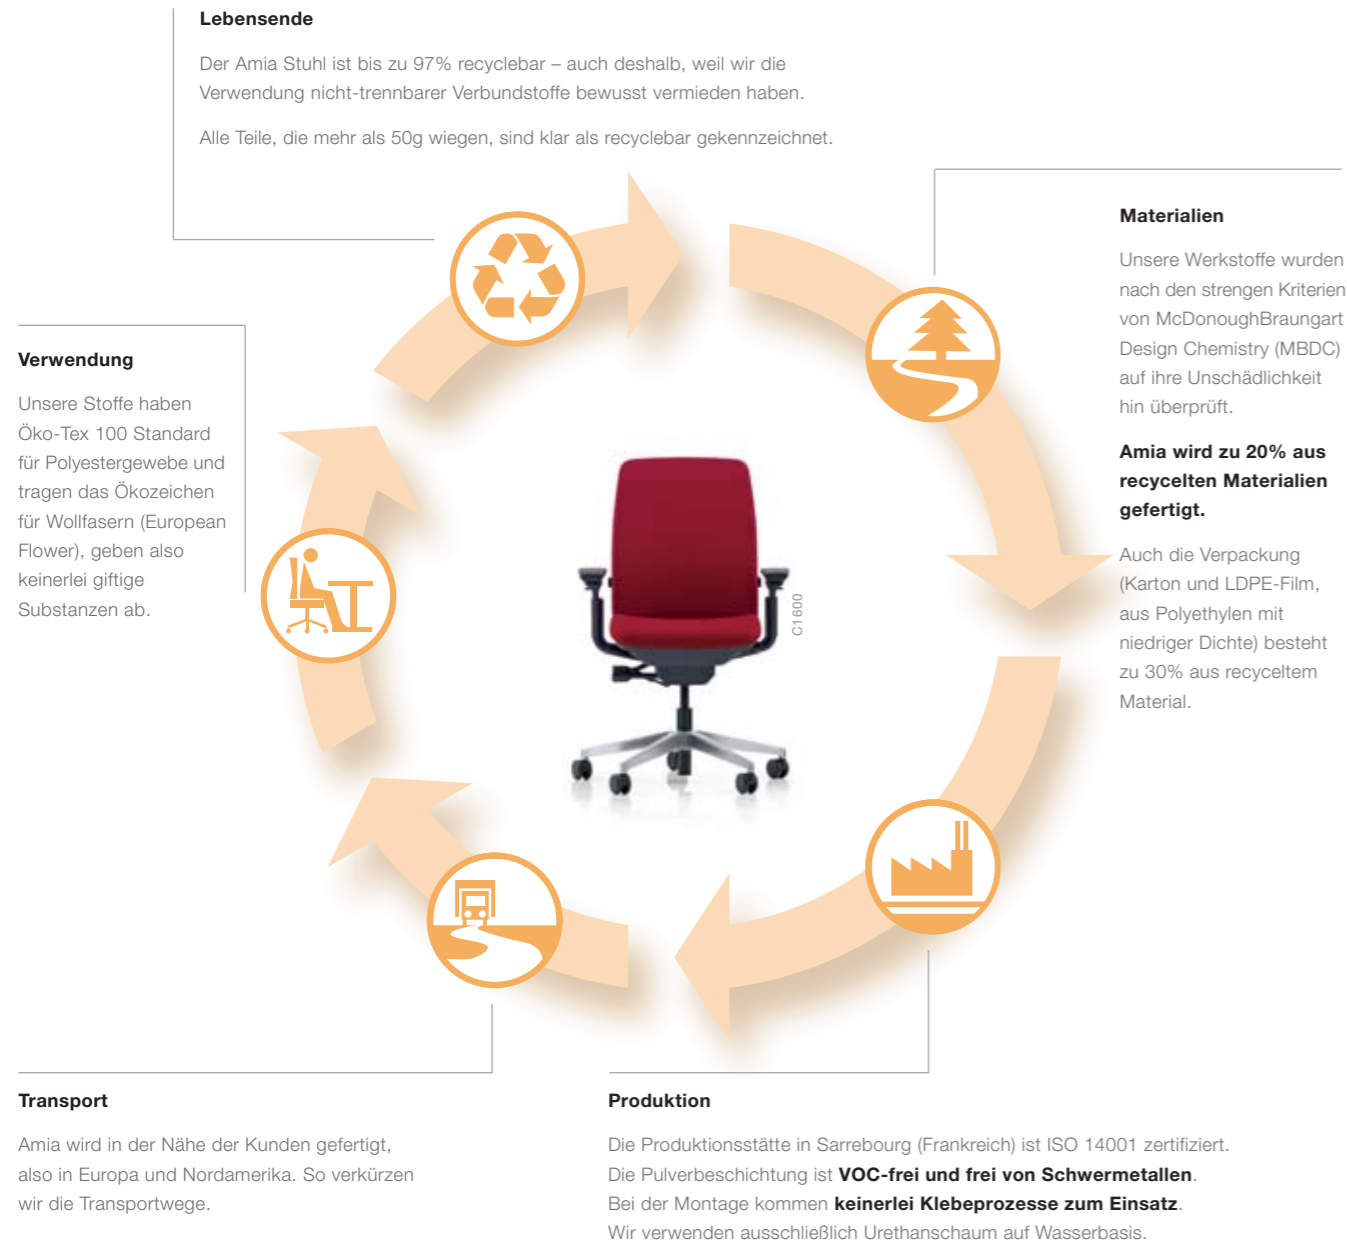 Lebensende
Der Amia Stuhl ist bis zu 97% recyclebar – auch deshalb, weil wir die
Verwendung nicht-trennbarer Verbundstoffe bewusst vermieden haben.
Alle Teile, die mehr als 50g wiegen, sind klar als recyclebar gekennzeichnet.
Materialien
Unsere Werkstoffe wurden
nach den strengen Kriterien
von McDonoughBraungart
Design Chemistry (MBDC)
auf ihre Unschädlichkeit
hin überprüft.
Amia wird zu 20% aus
recycelten Materialien
gefertigt.
Auch die Verpackung
(Karton und LDPE-Film,
aus Polyethylen mit
niedriger Dichte) besteht
zu 30% aus recyceltem
Material.
Verwendung
Unsere Stoffe haben
Öko-Tex 100 Standard
für Polyestergewebe und
tragen das Ökozeichen
für Wollfasern (European
Flower), geben also
keinerlei giftige
Substanzen ab.
C1600
Transport
Amia wird in der Nähe der Kunden gefertigt,
also in Europa und Nordamerika. So verkürzen
wir die Transportwege.
Produktion
Die Produktionsstätte in Sarrebourg (Frankreich) ist ISO 14001 zertifiziert.
Die Pulverbeschichtung ist VOC-frei und frei von Schwermetallen.
Bei der Montage kommen keinerlei Klebeprozesse zum Einsatz.
Wir verwenden ausschließlich Urethanschaum auf Wasserbasis.